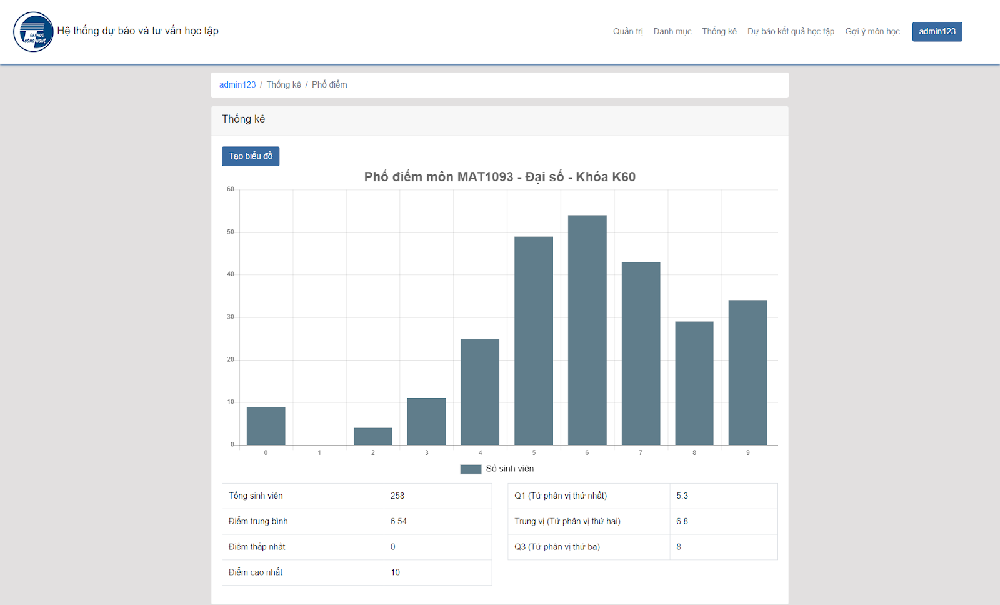 ĐẠI HỌC
CÔNG NGHỆ
Hệ thống dự báo và tư vấn học tập
Quản trị Danh mục Thống kê Dự báo kết quả học tập Gợi ý môn học admin123
admin123 / Thống kê / Phổ điểm
Thống kê
Tạo biểu đồ
Phổ điểm môn MAT1093 - Đại số - Khóa K60
60
50
40
30
20
10
0
0 1 2 3 4 5 6 7 8 9
Số sinh viên
Tổng sinh viên 258
Điểm trung bình 6.54
Điểm thấp nhất 0
Điểm cao nhất 10
Q1 (Tứ phân vị thứ nhất) 5.3
Trung vị (Tứ phân vị thứ hai) 6.8
Q3 (Tứ phân vị thứ ba) 8